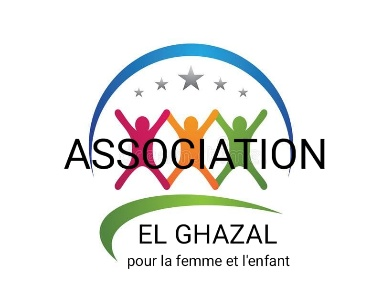 ASSOCIATION
EL GHAZAL
pour la femme et l'enfant